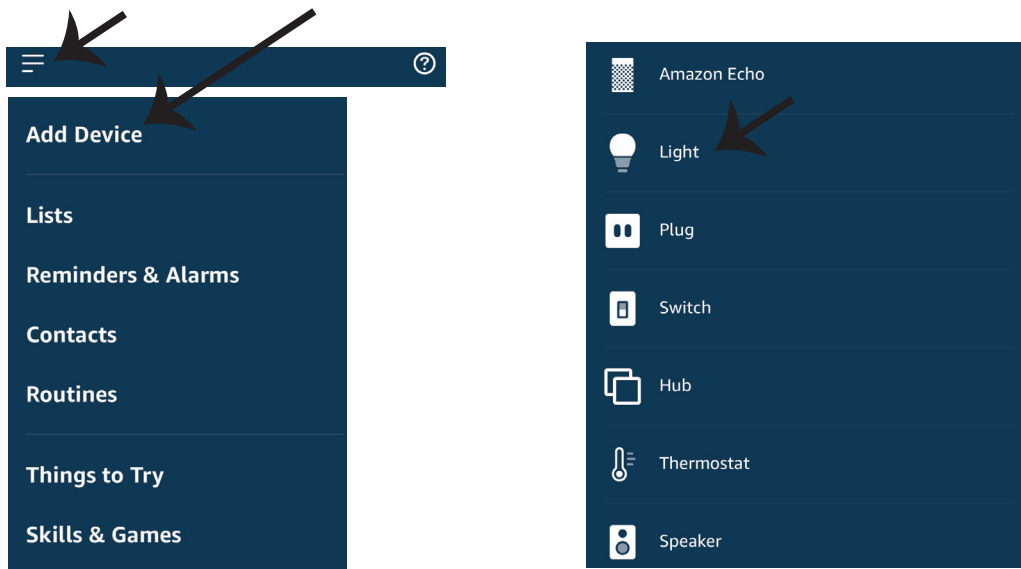 ?
Add Device
Lists
Reminders & Alarms
Contacts
Routines
Things to Try
Skills & Games
Amazon Echo
Light
Plug
Switch
Hub
Thermostat
Speaker